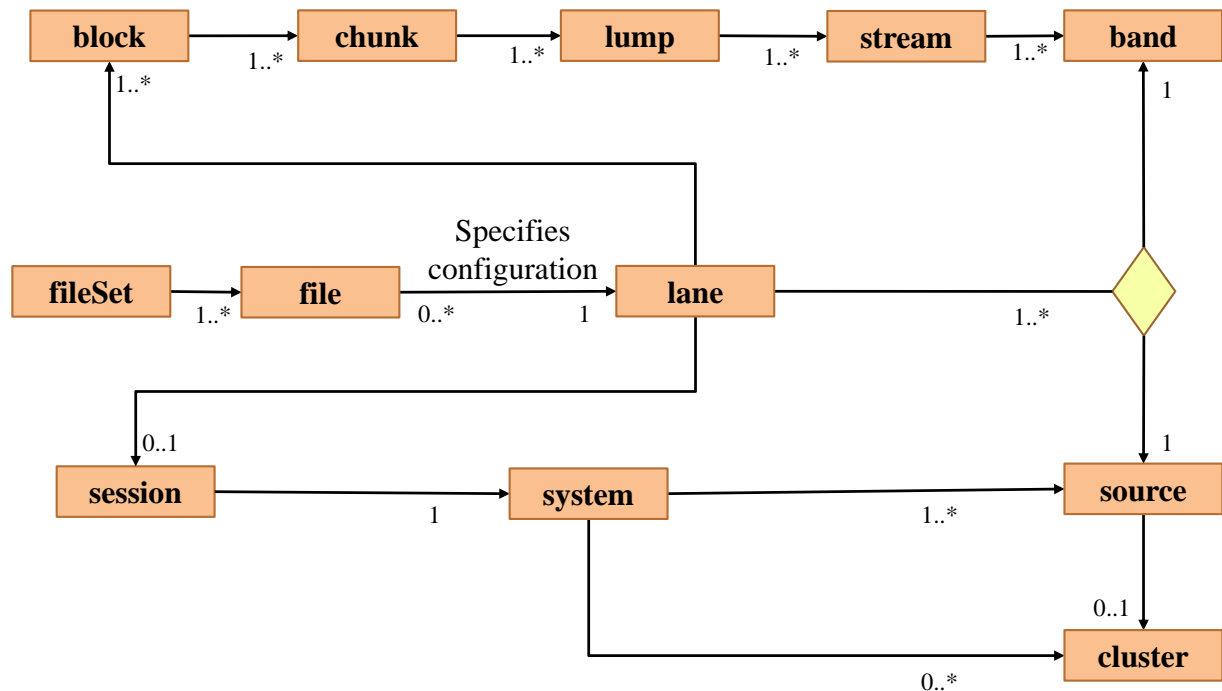 block
chunk
lump
stream
band
1..*
1..*
1..*
1..*
1..*
1
Specifies
configuration
fileSet
file
lane
1..*
0..*
1
1..*
0..1
1
session
system
source
1
1..*
0..1
cluster
0..*